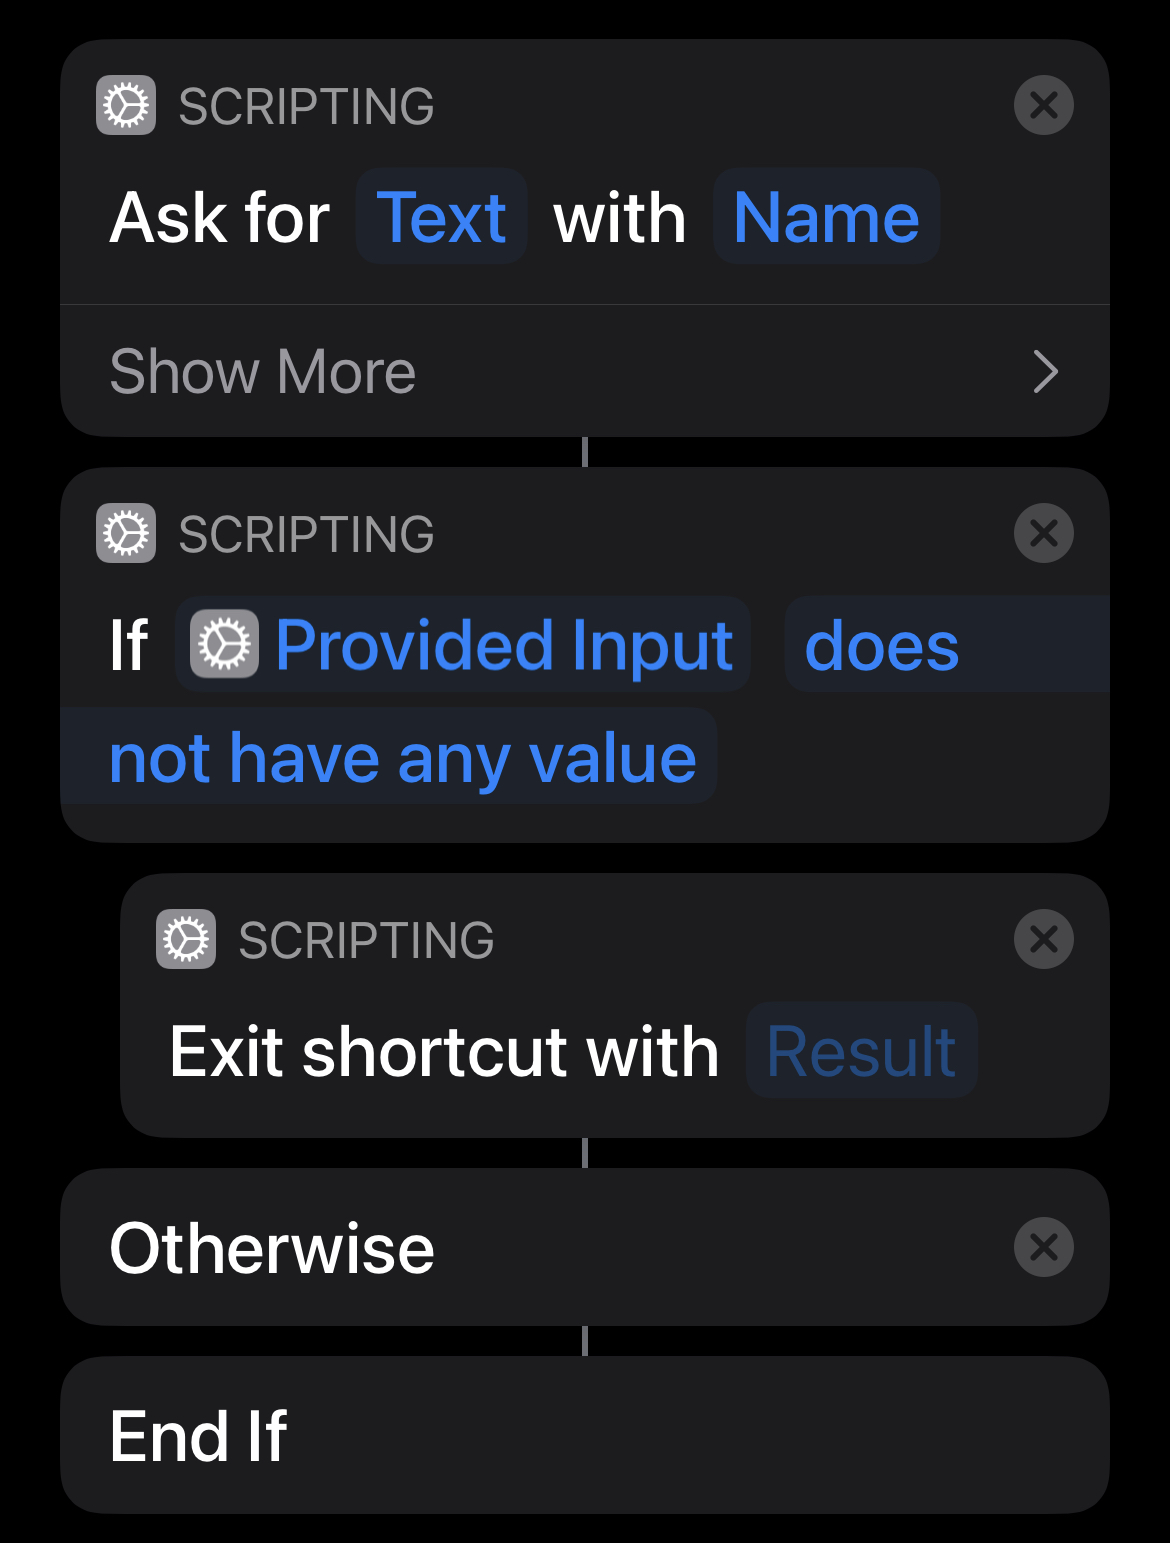 SCRIPTING
Ask for Text with Name
Show More
SCRIPTING
If Provided Input does
not have any value
SCRIPTING
Exit shortcut with Result
Otherwise
End If